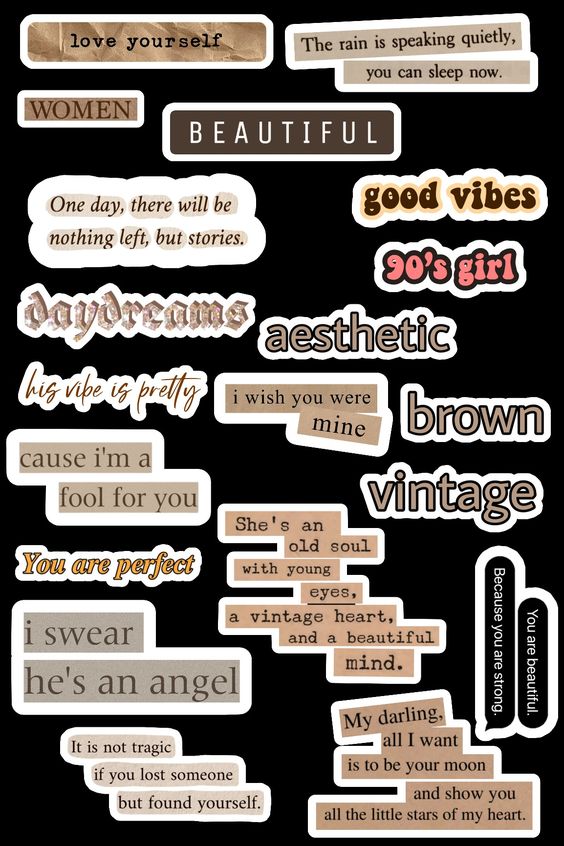 love yourself
The rain is speaking quietly,
you can sleep now.
WOMEN
BEAUTIFUL
One day, there will be
nothing left, but stories.
good vibes
90's girl
daydreams
aesthetic
his vibe is pretty
i wish you were
mine
brown
cause i'm a
fool for you
vintage
She's an
old soul
with young
eyes,
a vintage heart,
and a beautiful
mind.
You are perfect
Because you are strong.
You are beautiful.
i swear
he's an angel
My darling,
all I want
is to be your moon
and show you
all the little stars of my heart.
It is not tragic
if you lost someone
but found yourself.